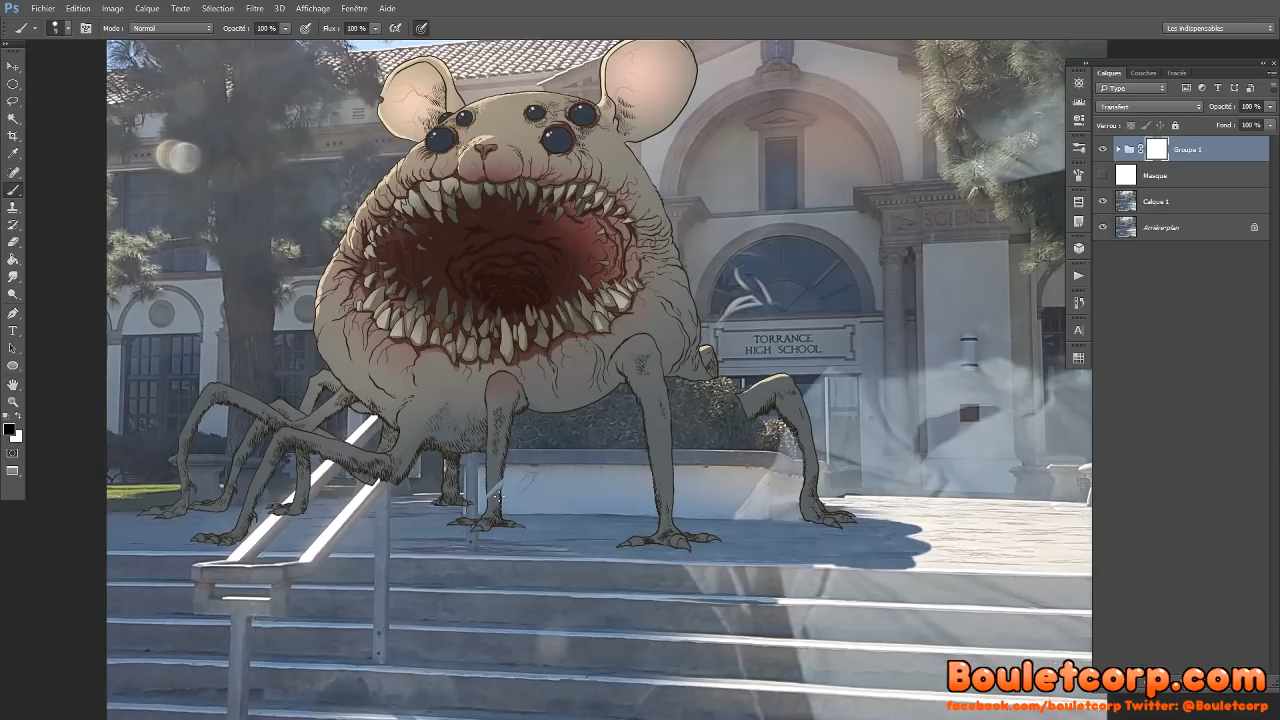 Ps Fichier Edition Image Calque Texte Sélection Filtre 3D Affichage Fenêtre Aide
9 Mode : Normal Opacité : 100 % Flux : 100 % Les indispensables
Calques Couches Tracés
Type
Transfert Opacité : 100 %
Verrou : Fond : 100 %
Groupe 1
Masque
Calque 1
Arrière-plan
SCIENCE
TORRANCE
HIGH SCHOOL
Bouletcorp.com
facebook.com/bouletcorp Twitter: @Bouletcorp